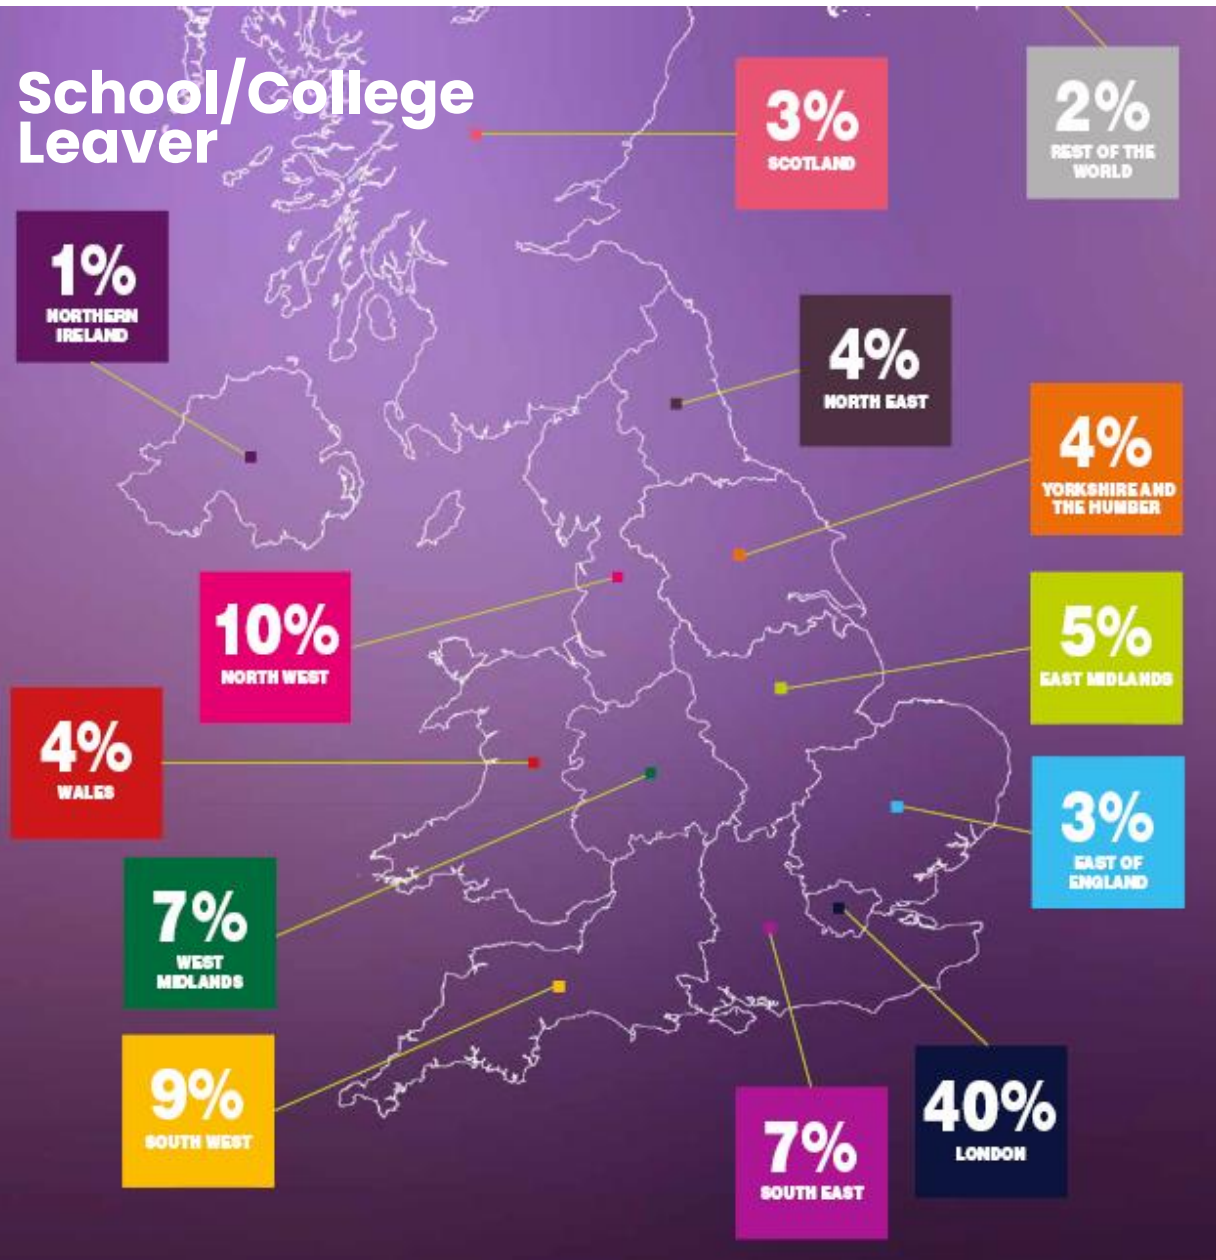 School/College
Leaver
3%
SCOTLAND
2%
REST OF THE
WORLD
1%
NORTHERN
IRELAND
4%
NORTH EAST
4%
YORKSHIRE AND
THE HUMBER
10%
NORTH WEST
5%
EAST MIDLANDS
4%
WALES
3%
EAST OF
ENGLAND
7%
WEST
MIDLANDS
9%
SOUTH WEST
7%
SOUTH EAST
40%
LONDON